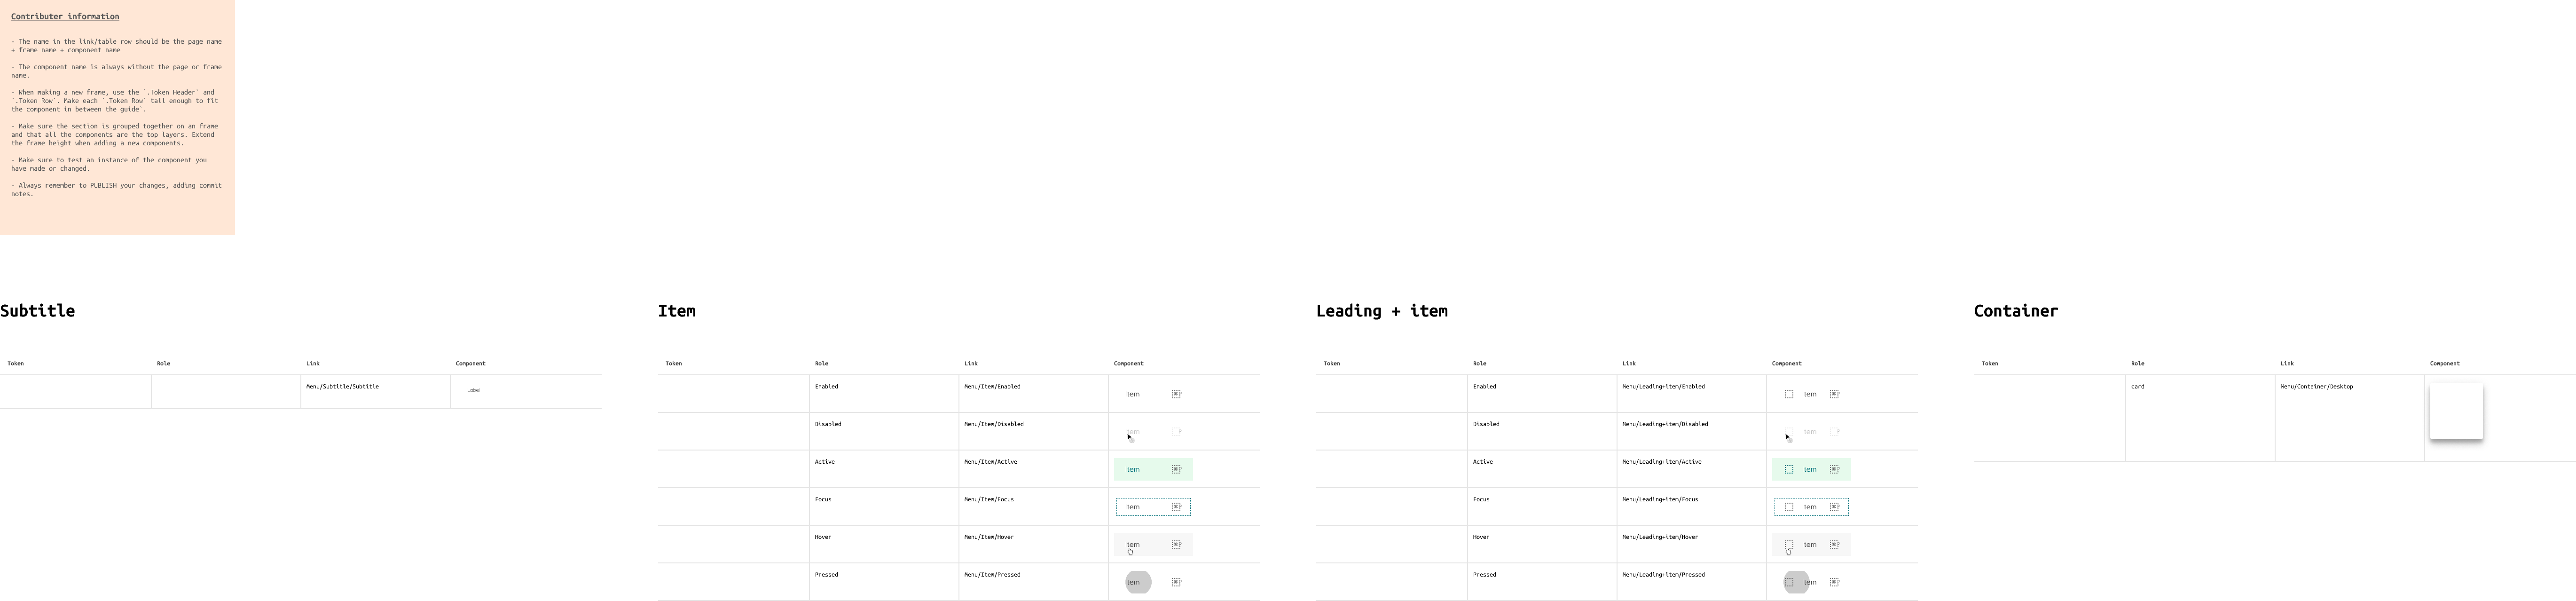 Contributer information
- The name in the link/table row should be the page name
+ frame name + component name
- The component name is always without the page or frame
name.
- When making a new frame, use the `.Token Header` and
`.Token Row`. Make each `.Token Row` tall enough to fit
the component in between the guide`.
- Make sure the section is grouped together on an frame
and that all the components are the top layers. Extend
the frame height when adding a new components.
- Make sure to test an instance of the component you
have made or changed.
- Always remember to PUBLISH your changes, adding commit
notes.
Subtitle
Token Role Link Component
Menu/Subtitle/Subtitle Label
Item
Token Role Link Component
Enabled Menu/Item/Enabled Item
Disabled Menu/Item/Disabled Item
Active Menu/Item/Active Item
Focus Menu/Item/Focus Item
Hover Menu/Item/Hover Item
Pressed Menu/Item/Pressed Item
Leading + item
Token Role Link Component
Enabled Menu/Leading+item/Enabled Item
Disabled Menu/Leading+item/Disabled Item
Active Menu/Leading+item/Active Item
Focus Menu/Leading+item/Focus Item
Hover Menu/Leading+item/Hover Item
Pressed Menu/Leading+item/Pressed Item
Container
Token Role Link Component
card Menu/Container/Desktop